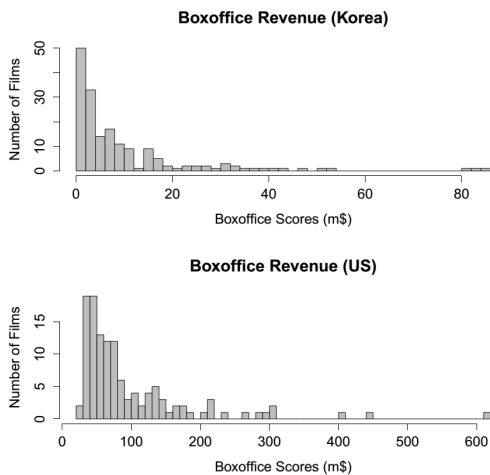 Boxoffice Revenue (Korea)
Number of Films
50
30
10
0
0 20 40 60 80
Boxoffice Scores (m$)
Boxoffice Revenue (US)
Number of Films
15
10
5
0
0 100 200 300 400 500 600
Boxoffice Scores (m$)